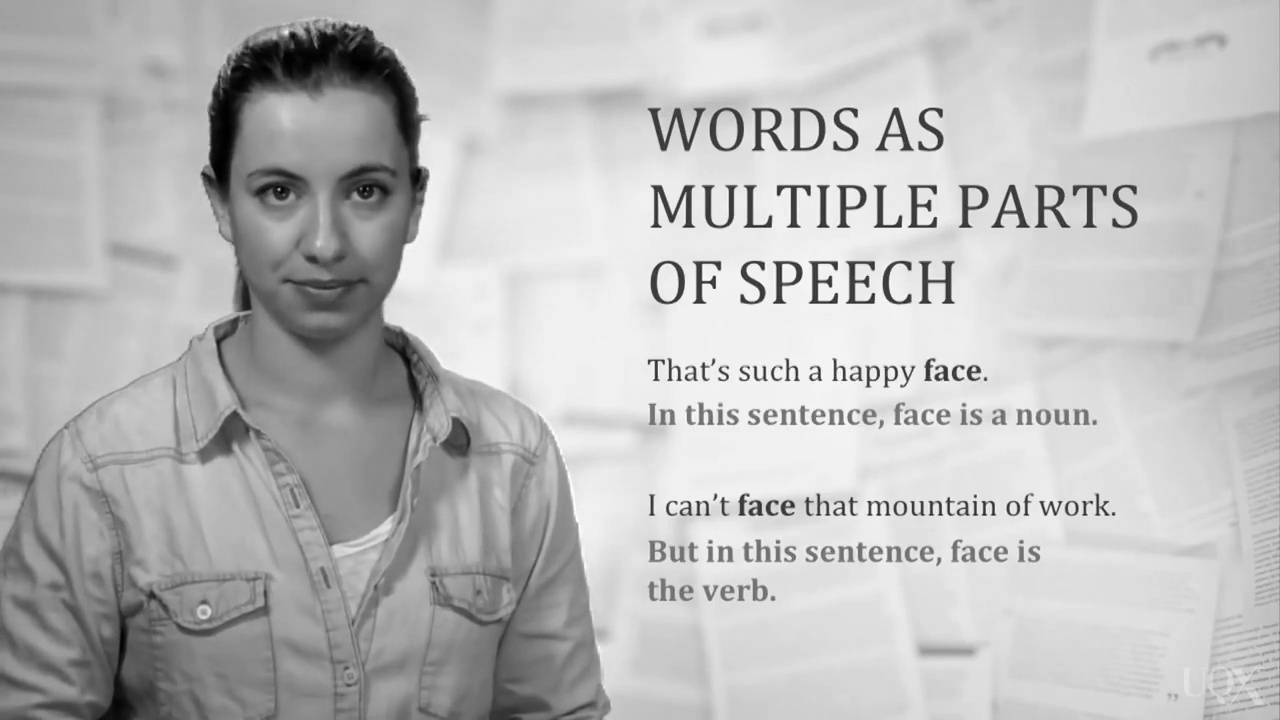 WORDS AS
MULTIPLE PARTS
OF SPEECH
That’s such a happy face.
In this sentence, face is a noun.
I can’t face that mountain of work.
But in this sentence, face is
the verb.
UQX